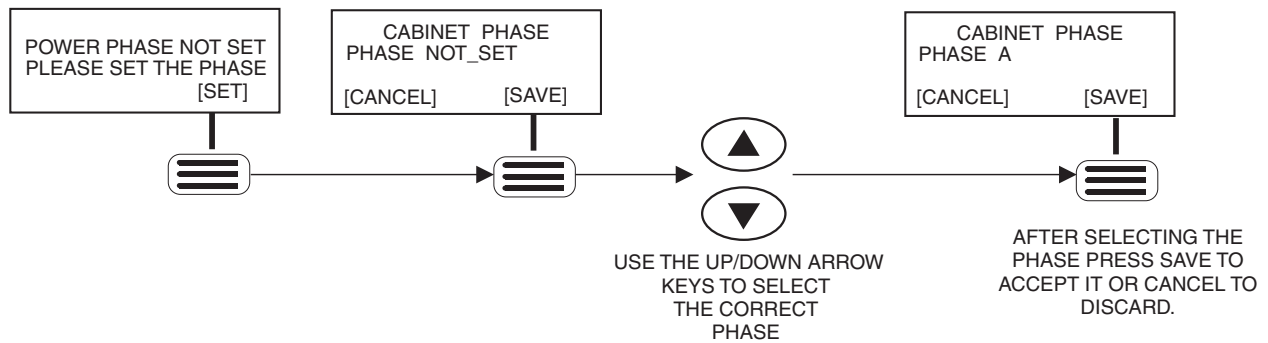 POWER PHASE NOT SET
PLEASE SET THE PHASE
[SET]
CABINET PHASE
PHASE NOT_SET
[CANCEL] [SAVE]
USE THE UP/DOWN ARROW
KEYS TO SELECT
THE CORRECT
PHASE
CABINET PHASE
PHASE A
[CANCEL] [SAVE]
AFTER SELECTING THE
PHASE PRESS SAVE TO
ACCEPT IT OR CANCEL TO
DISCARD.